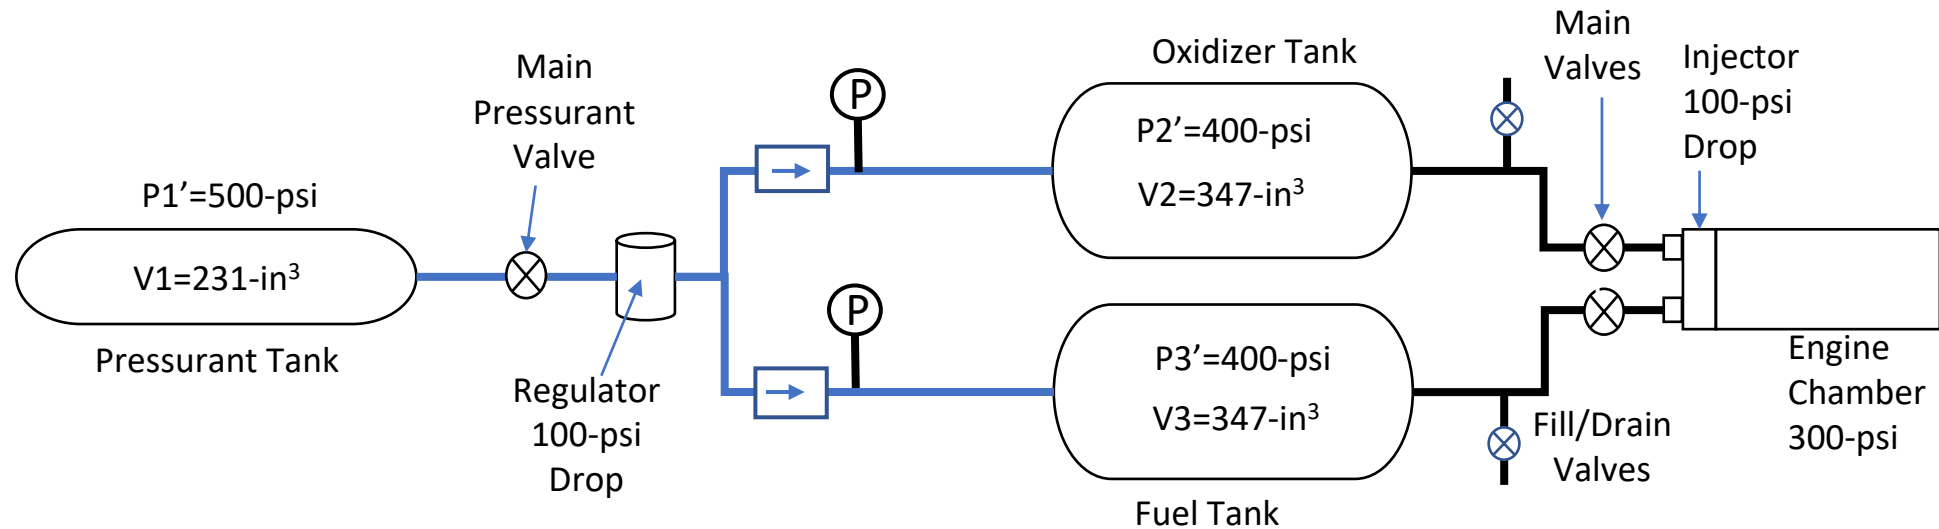 P1’=500-psi
V1=231-in³
Pressurant Tank
Main
Pressurant
Valve
Regulator
100-psi
Drop
P
P
Oxidizer Tank
P2’=400-psi
V2=347-in³
P3’=400-psi
V3=347-in³
Fuel Tank
Main
Valves
Injector
100-psi
Drop
Fill/Drain
Valves
Engine
Chamber
300-psi